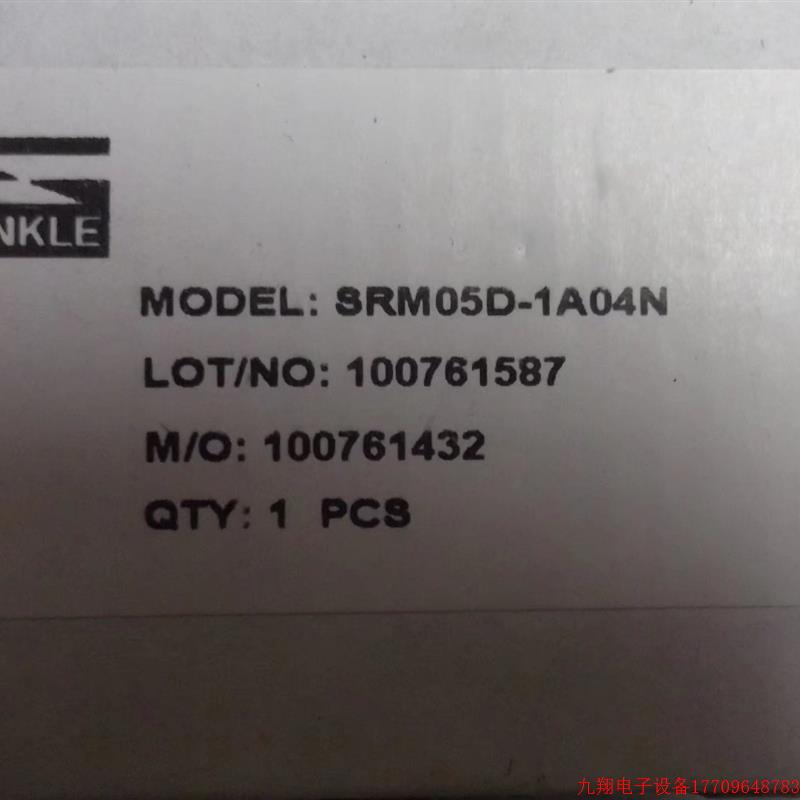 NKLE
MODEL: SRM05D-1A04N
LOT/NO: 100761587
M/O: 100761432
QTY: 1 PCS
九翔电子设备17709648783